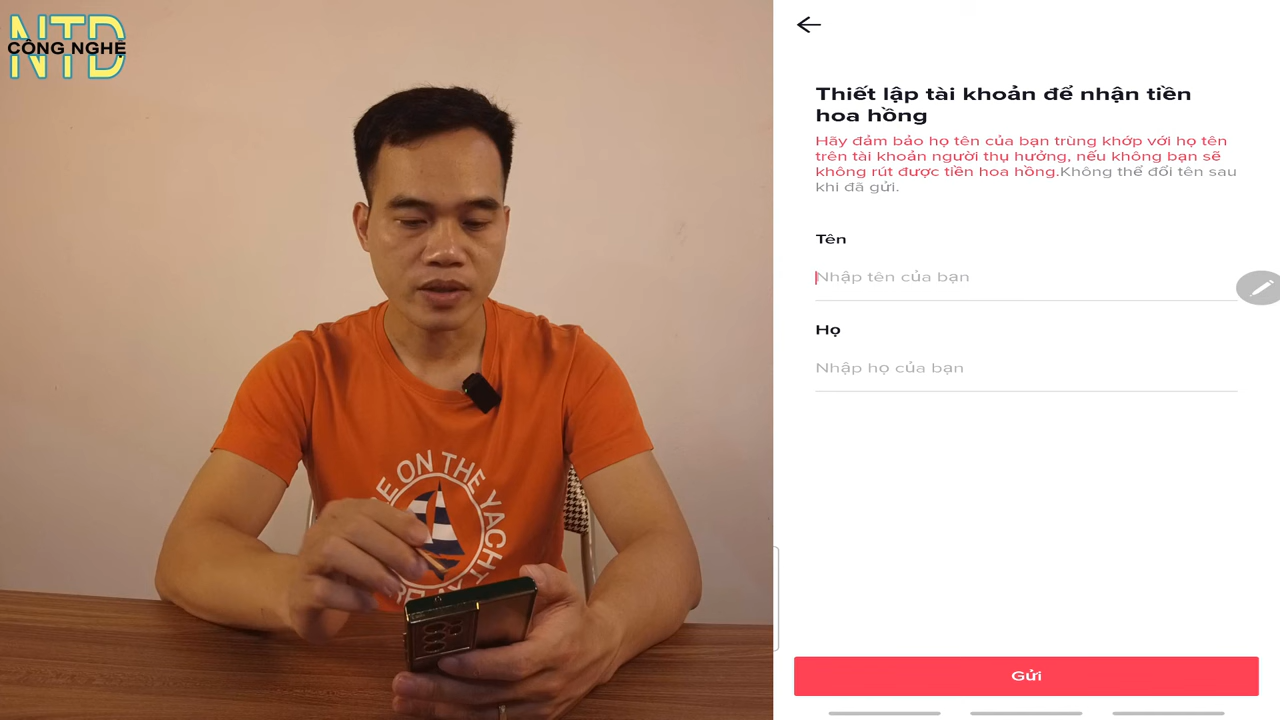 NTD
CÔNG NGHỆ
Thiết lập tài khoản để nhận tiền
hoa hồng
Hãy đảm bảo họ tên của bạn trùng khớp với họ tên
trên tài khoản người thụ hưởng, nếu không bạn sẽ
không rút được tiền hoa hồng.Không thể đổi tên sau
khi đã gửi.
Tên
Nhập tên của bạn
Họ
Nhập họ của bạn
Gửi
BE ON THE YACHT